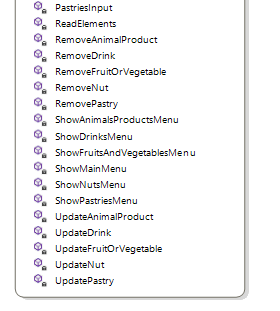 PastriesInput
ReadElements
RemoveAnimalProduct
RemoveDrink
RemoveFruitOrVegetable
RemoveNut
RemovePastry
ShowAnimalsProductsMenu
ShowDrinksMenu
ShowFruitsAndVegetablesMenu
ShowMainMenu
ShowNutsMenu
ShowPastriesMenu
UpdateAnimalProduct
UpdateDrink
UpdateFruitOrVegetable
UpdateNut
UpdatePastry